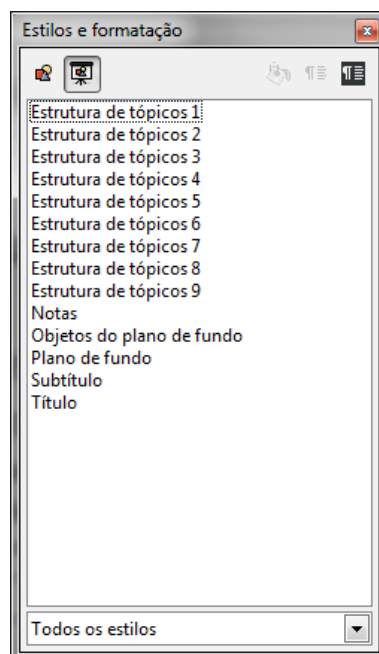 Estilos e formatação
Estrutura de tópicos 1
Estrutura de tópicos 2
Estrutura de tópicos 3
Estrutura de tópicos 4
Estrutura de tópicos 5
Estrutura de tópicos 6
Estrutura de tópicos 7
Estrutura de tópicos 8
Estrutura de tópicos 9
Notas
Objetos do plano de fundo
Plano de fundo
Subtítulo
Título
Todos os estilos